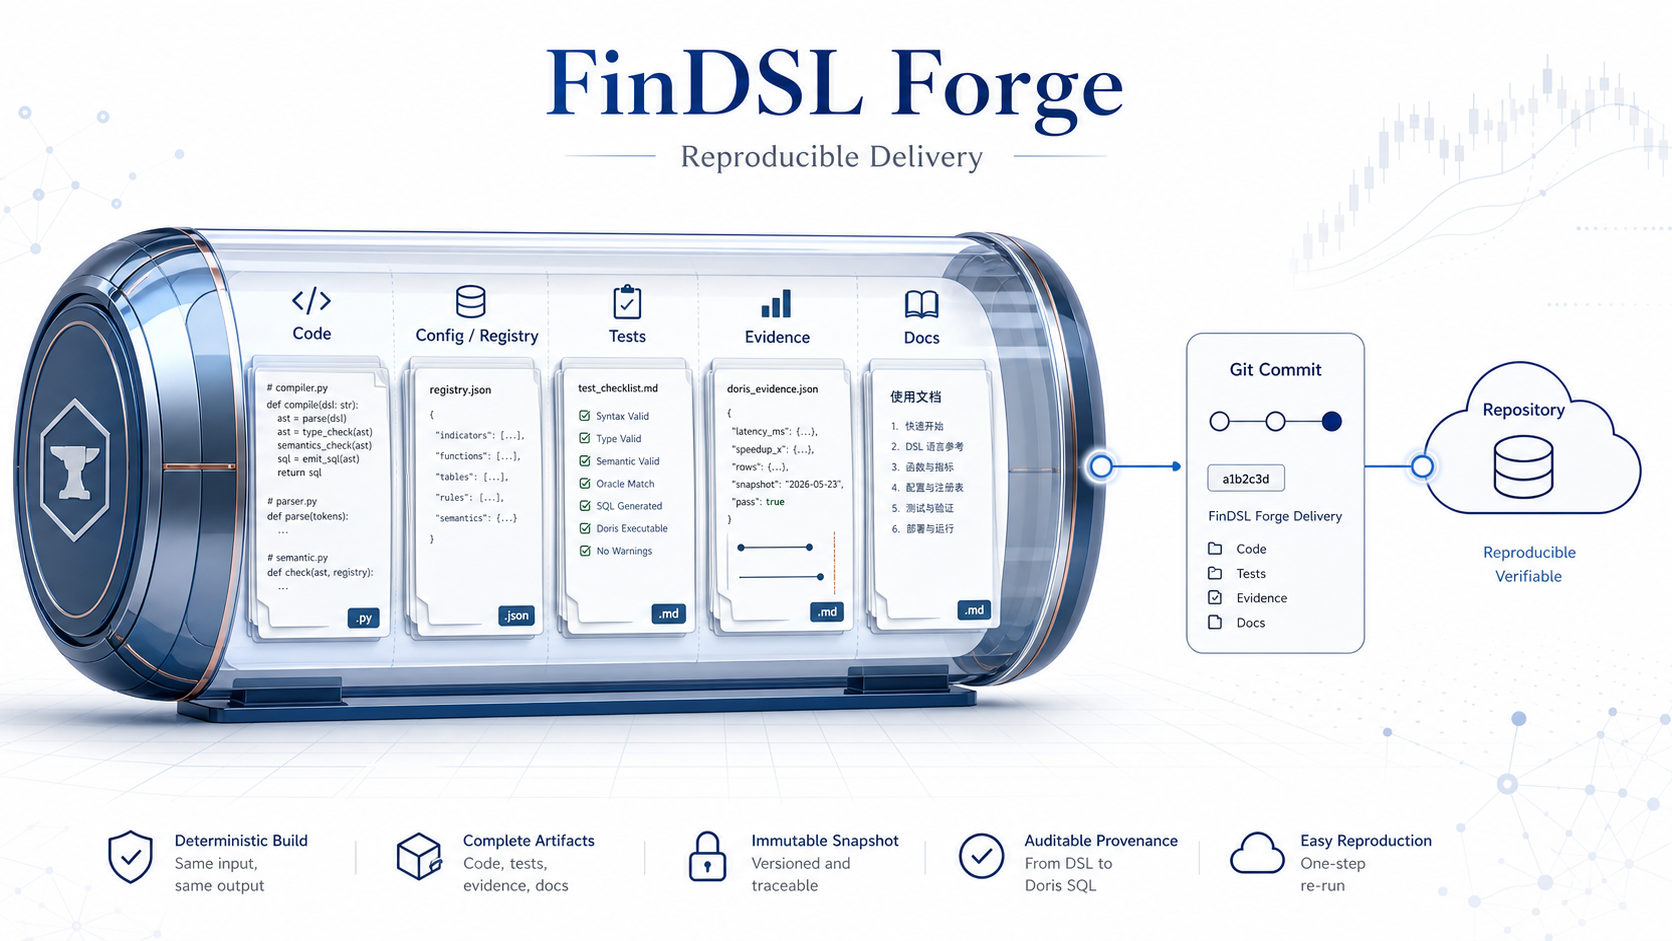 FinDSL Forge
Reproducible Delivery
Code
# compiler.py
def compile(dsl: str):
ast = parse(dsl)
ast = type_check(ast)
semantics_check(ast)
sql = emit_sql(ast)
return sql
# parser.py
def parse(tokens):
...
# semantic.py
def check(ast, registry):
...
.py
Config / Registry
registry.json
{
"indicators": [...],
"functions": [...],
"tables": [...],
"rules": [...],
"semantics": {...}
}
.json
Tests
test_checklist.md
Syntax Valid
Type Valid
Semantic Valid
Oracle Match
SQL Generated
Doris Executable
No Warnings
.md
Evidence
doris_evidence.json
{
"latency_ms": {...},
"speedup_x": {...},
"rows": {...},
"snapshot": "2026-05-23",
"pass": true
}
.md
Docs
使用文档
1. 快速开始
2. DSL 语言参考
3. 函数与指标
4. 配置与注册表
5. 测试与验证
6. 部署与运行
.md
Git Commit
a1b2c3d
FinDSL Forge Delivery
Code
Tests
Evidence
Docs
Repository
Reproducible
Verifiable
Deterministic Build
Same input,
same output
Complete Artifacts
Code, tests,
evidence, docs
Immutable Snapshot
Versioned and
traceable
Auditable Provenance
From DSL to
Doris SQL
Easy Reproduction
One-step
re-run